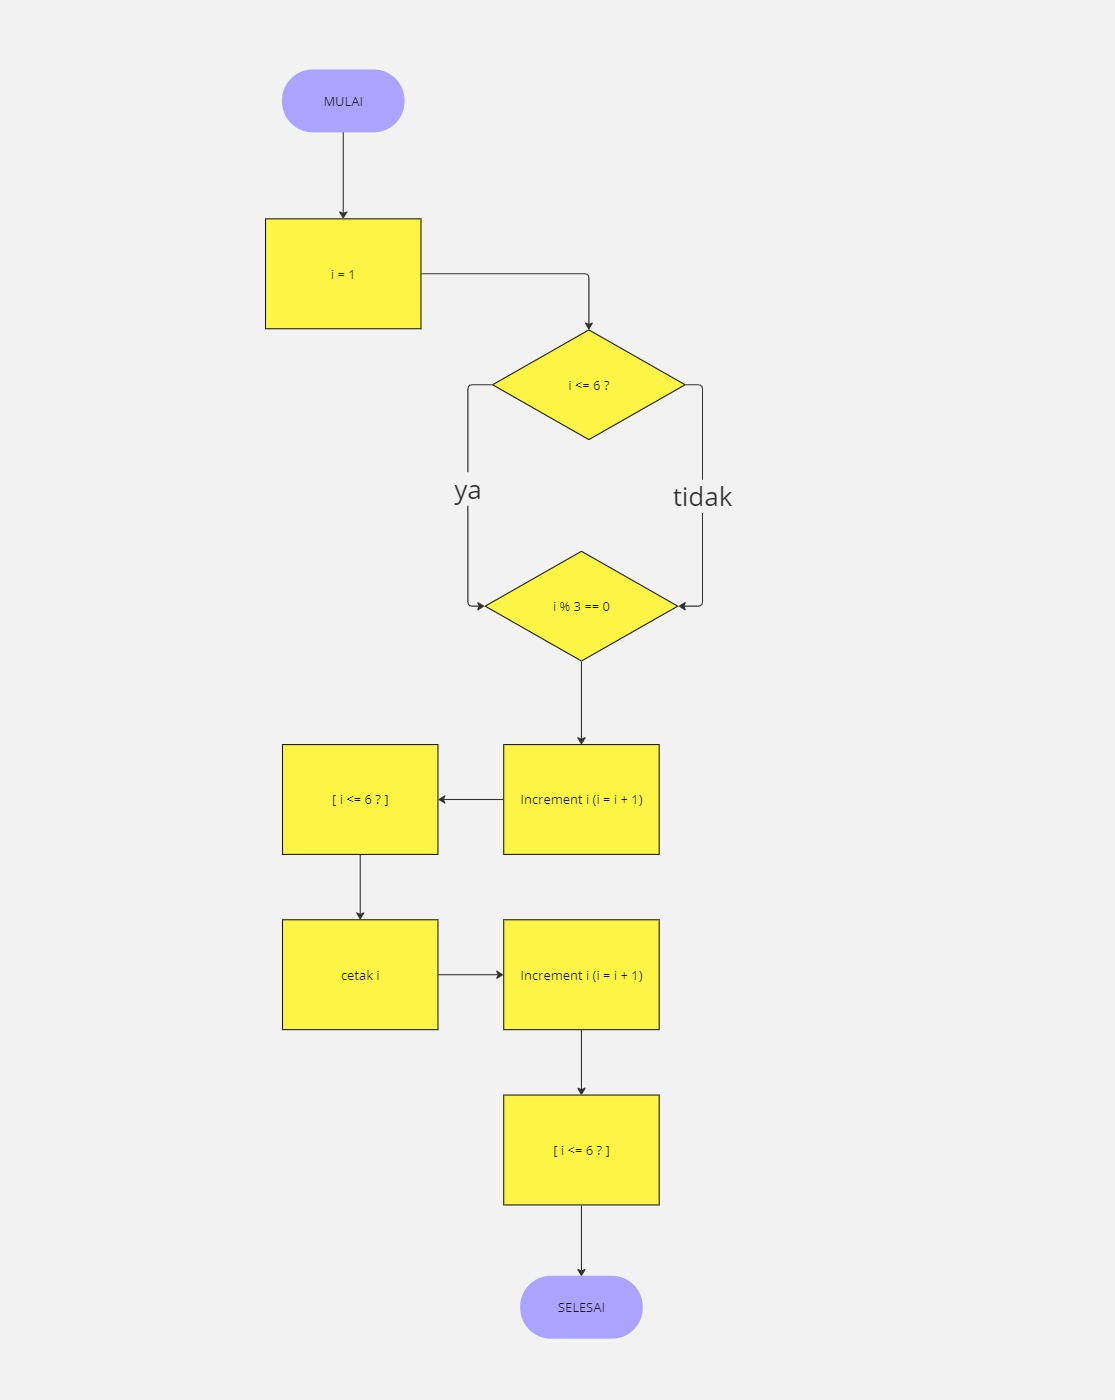 MULAI
i = 1
i <= 6 ?
ya
tidak
i % 3 == 0
[ i <= 6 ? ]
Increment i (i = i + 1)
cetak i
Increment i (i = i + 1)
[ i <= 6 ? ]
SELESAI